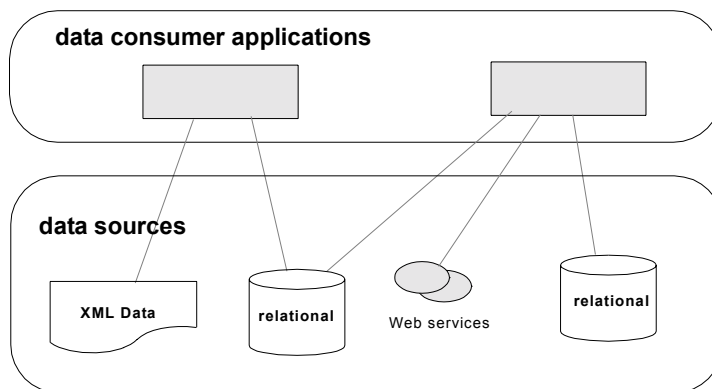 data consumer applications
data sources
XML Data
relational
Web services
relational